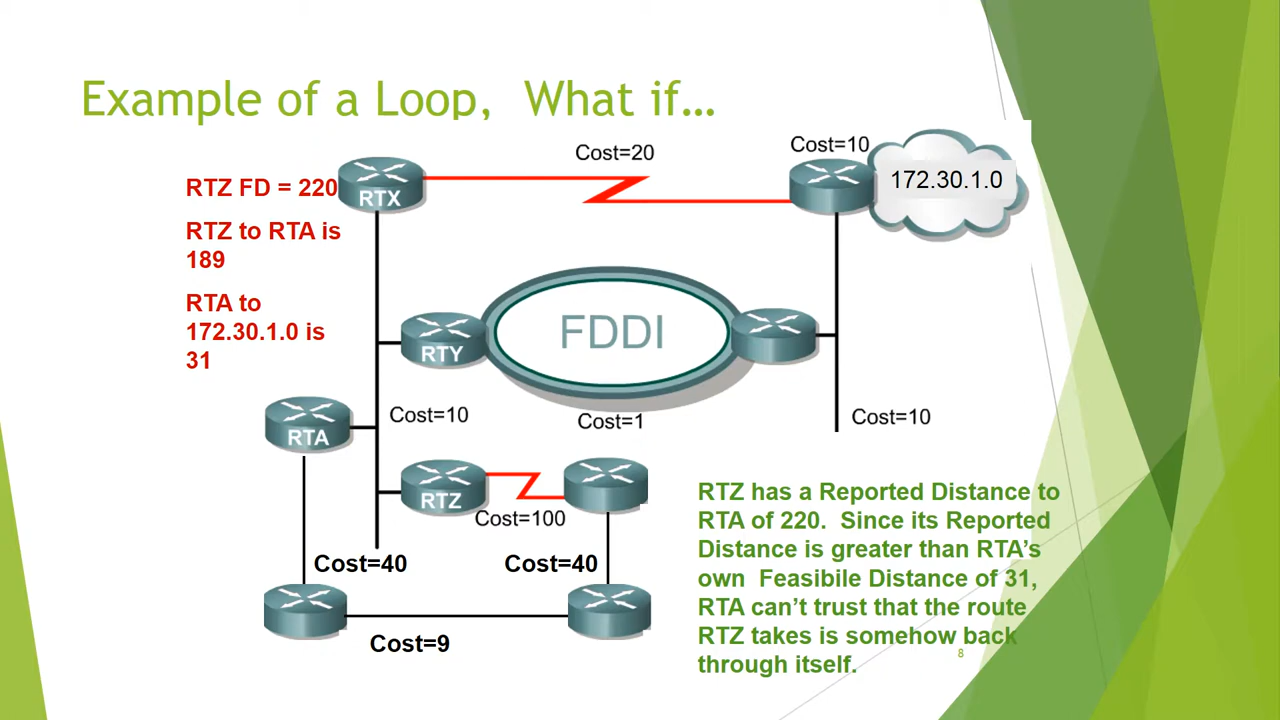 Example of a Loop,  What if…
Cost=20
Cost=10
172.30.1.0
RTX
RTZ FD = 220
RTZ to RTA is
189
RTA to
172.30.1.0 is
31
FDDI
RTY
Cost=10
Cost=1
Cost=10
RTA
RTZ
Cost=100
Cost=40
Cost=40
Cost=9
RTZ has a Reported Distance to
RTA of 220.  Since its Reported
Distance is greater than RTA’s
own  Feasibile Distance of 31,
RTA can’t trust that the route
RTZ takes is somehow back
through itself.
8